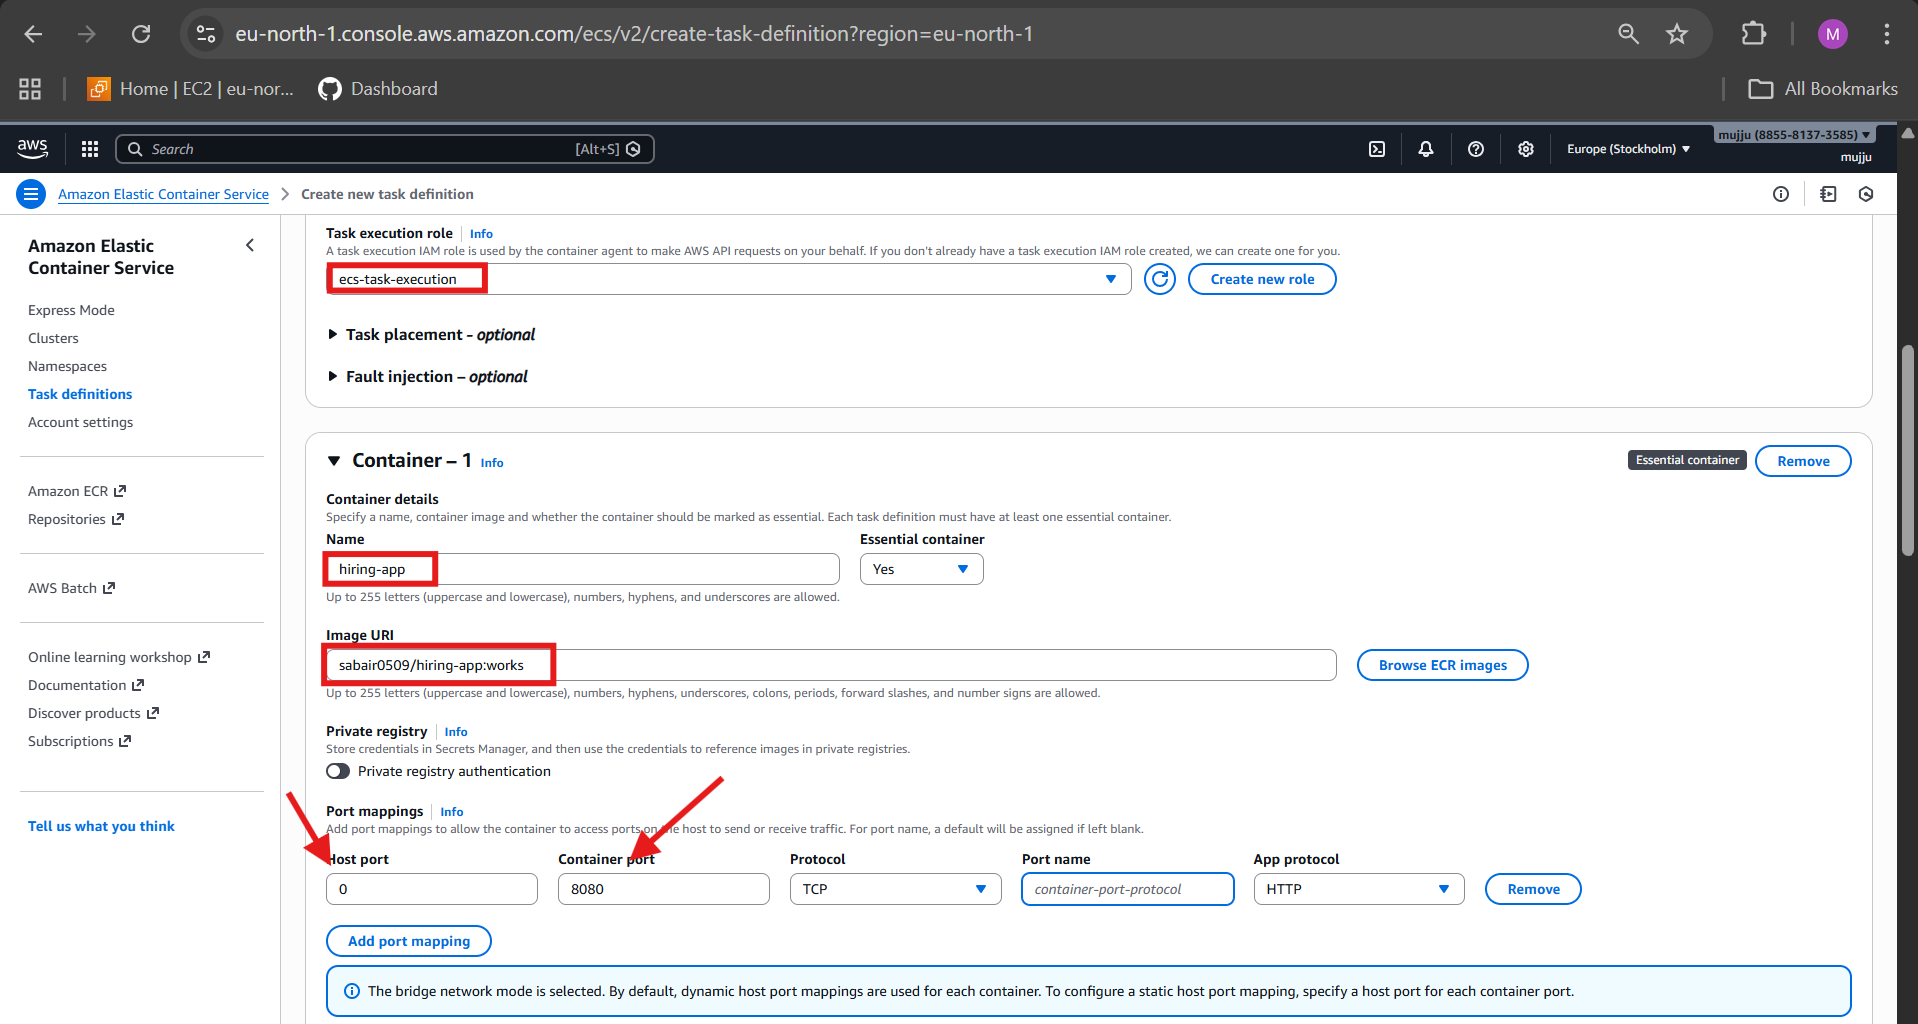 eu-north-1.console.aws.amazon.com/ecs/v2/create-task-definition?region=eu-north-1
M
Home | EC2 | eu-nor...
Dashboard
All Bookmarks
aws
Search
[Alt+S]
Europe (Stockholm)
mujju (8855-8137-3585)
mujju
Amazon Elastic Container Service
Create new task definition
Amazon Elastic
Container Service
Express Mode
Clusters
Namespaces
Task definitions
Account settings
Amazon ECR
Repositories
AWS Batch
Online learning workshop
Documentation
Discover products
Subscriptions
Tell us what you think
Task execution role Info
A task execution IAM role is used by the container agent to make AWS API requests on your behalf. If you don't already have a task execution IAM role created, we can create one for you.
ecs-task-execution
Create new role
Task placement - optional
Fault injection – optional
Container – 1 Info
Essential container
Remove
Container details
Specify a name, container image and whether the container should be marked as essential. Each task definition must have at least one essential container.
Name
Essential container
hiring-app
Yes
Up to 255 letters (uppercase and lowercase), numbers, hyphens, and underscores are allowed.
Image URI
sabair0509/hiring-app:works
Browse ECR images
Up to 255 letters (uppercase and lowercase), numbers, hyphens, underscores, colons, periods, forward slashes, and number signs are allowed.
Private registry Info
Store credentials in Secrets Manager, and then use the credentials to reference images in private registries.
Private registry authentication
Port mappings Info
Add port mappings to allow the container to access ports on the host to send or receive traffic. For port name, a default will be assigned if left blank.
Host port
Container port
Protocol
Port name
App protocol
0
8080
TCP
container-port-protocol
HTTP
Remove
Add port mapping
The bridge network mode is selected. By default, dynamic host port mappings are used for each container. To configure a static host port mapping, specify a host port for each container port.